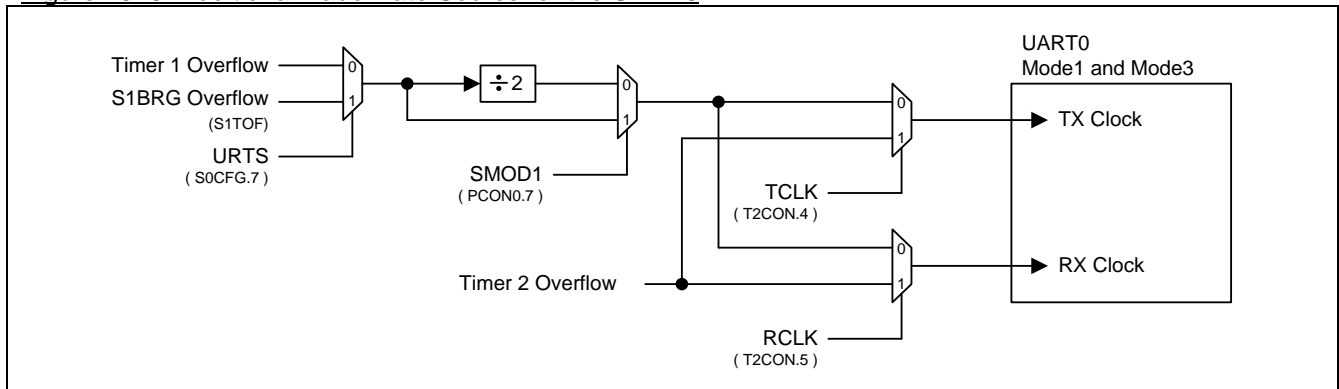 Timer 1 Overflow
S1BRG Overflow
(S1TOF)
URTS
( S0CFG.7 )
0
1
÷ 2
0
1
SMOD1
( PCON0.7 )
Timer 2 Overflow
0
1
TCLK
( T2CON.4 )
0
1
RCLK
( T2CON.5 )
UART0
Mode1 and Mode3
TX Clock
RX Clock